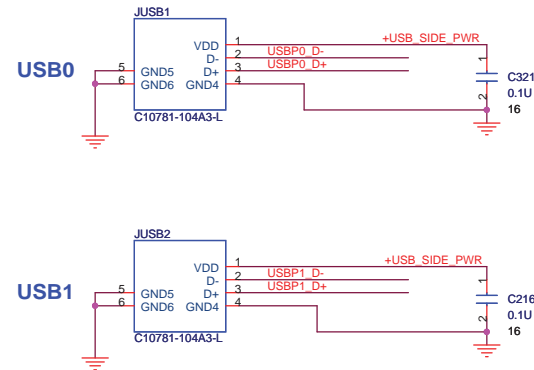 JUSB1
USB0
VDD 1 +USB_SIDE_PWR
D- 2 USBP0_D-
5 GND5 D+ 3 USBP0_D+
6 GND6 GND4 4
C10781-104A3-L
1
2
C321
0.1U
16
JUSB2
USB1
VDD 1 +USB_SIDE_PWR
D- 2 USBP1_D-
5 GND5 D+ 3 USBP1_D+
6 GND6 GND4 4
C10781-104A3-L
1
2
C216
0.1U
16